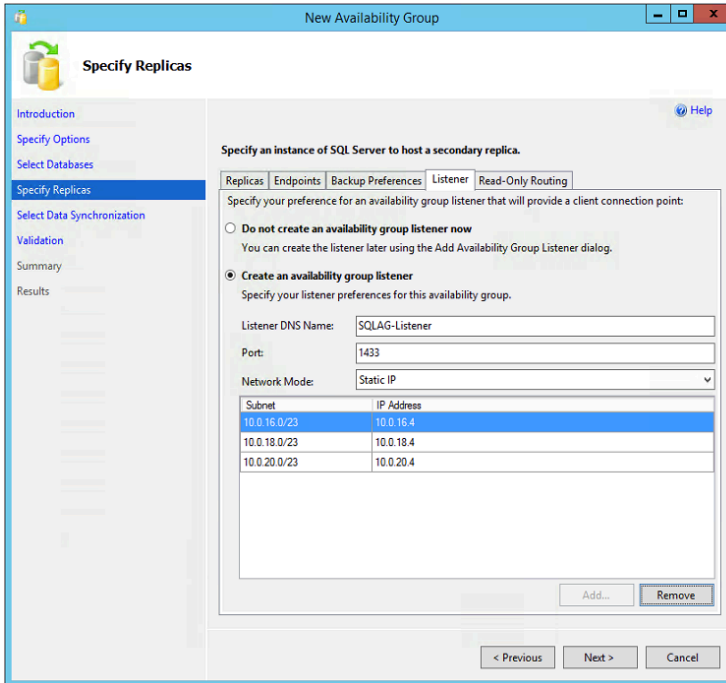 New Availability Group
Specify Replicas
Help
Introduction
Specify Options
Select Databases
Specify Replicas
Select Data Synchronization
Validation
Summary
Results
Specify an instance of SQL Server to host a secondary replica.
Replicas Endpoints Backup Preferences Listener Read-Only Routing
Specify your preference for an availability group listener that will provide a client connection point:
Do not create an availability group listener now
You can create the listener later using the Add Availability Group Listener dialog.
Create an availability group listener
Specify your listener preferences for this availability group.
Listener DNS Name: SQLAG-Listener
Port: 1433
Network Mode: Static IP
Subnet IP Address
10.0.16.0/23 10.0.16.4
10.0.18.0/23 10.0.18.4
10.0.20.0/23 10.0.20.4
Add... Remove
< Previous Next > Cancel